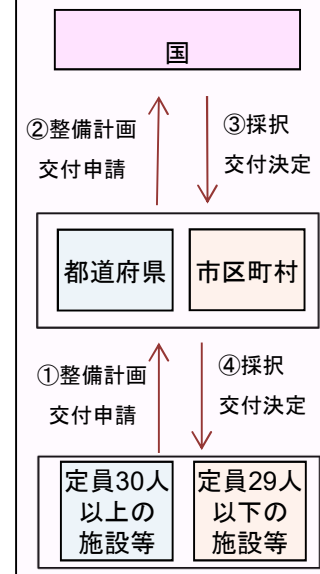 国
②整備計画
交付申請
③採択
交付決定
都道府県
市区町村
①整備計画
交付申請
④採択
交付決定
定員30人
以上の
施設等
定員29人
以下の
施設等